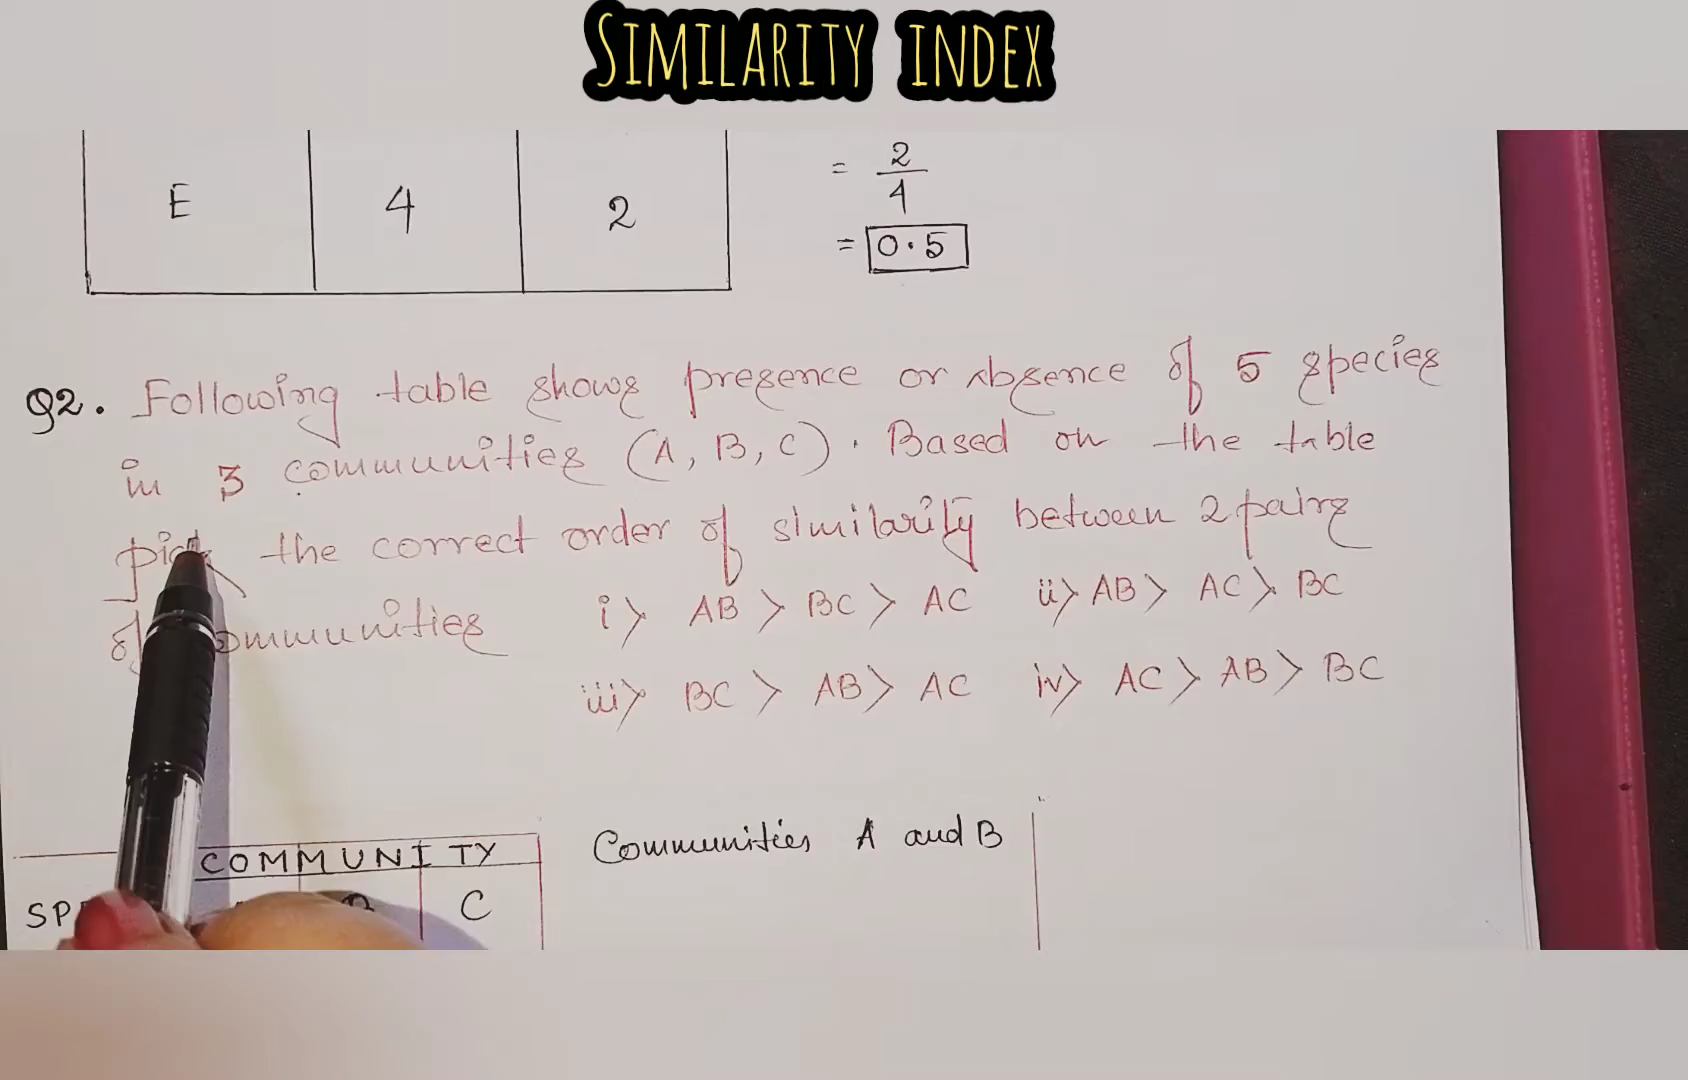 SIMILARITY INDEX
E 4 2
= 2/4
= 0.5
Q2. Following table shows presence or absence of 5 species
in 3 communities (A, B, C). Based on the table
the correct order of similarity between 2 pairs
communities i> AB > BC > AC ii> AB > AC > BC
iii> BC > AB > AC iv> AC > AB > BC
COMMUNITY Communities A and B
C